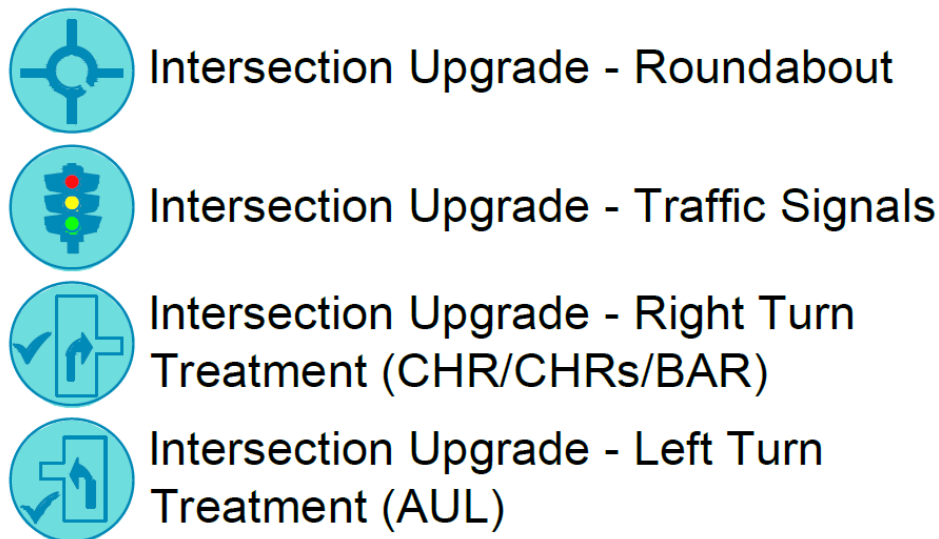 Intersection Upgrade - Roundabout
Intersection Upgrade - Traffic Signals
Intersection Upgrade - Right Turn
Treatment (CHR/CHRs/BAR)
Intersection Upgrade - Left Turn
Treatment (AUL)